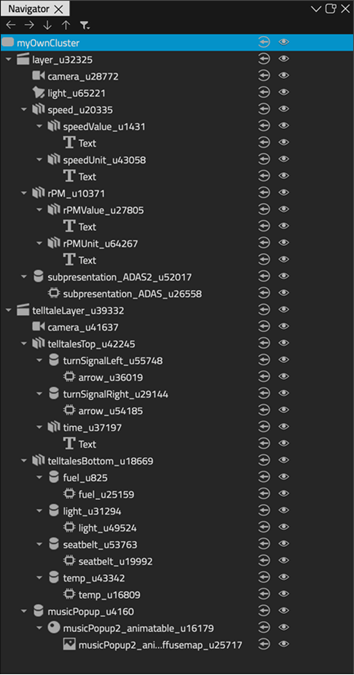 Navigator
myOwnCluster
layer_u32325
camera_u28772
light_u65221
speed_u20335
speedValue_u1431
Text
speedUnit_u43058
Text
rPM_u10371
rPMValue_u27805
Text
rPMUnit_u64267
Text
subpresentation_ADAS2_u52017
subpresentation_ADAS_u26558
telltaleLayer_u39332
camera_u41637
telltalesTop_u42245
turnSignalLeft_u55748
arrow_u36019
turnSignalRight_u29144
arrow_u54185
time_u37197
Text
telltalesBottom_u18669
fuel_u825
fuel_u25159
light_u31294
light_u49524
seatbelt_u53763
seatbelt_u19992
temp_u43342
temp_u16809
musicPopup_u4160
musicPopup2_animatable_u16179
musicPopup2_ani...ffusemap_u25717